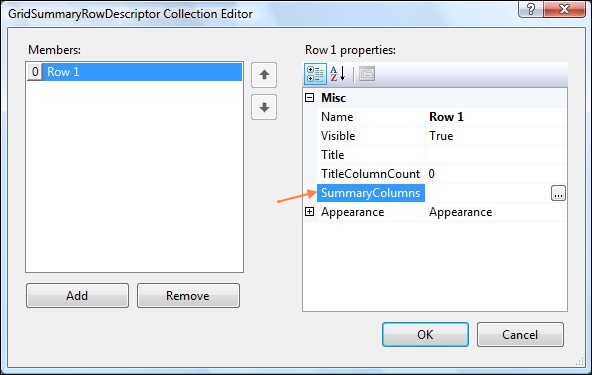 GridSummaryRowDescriptor Collection Editor
Members:
0 Row 1
Add
Remove
Row 1 properties:
Misc
Name Row 1
Visible True
Title
TitleColumnCount 0
SummaryColumns ...
Appearance Appearance
OK
Cancel